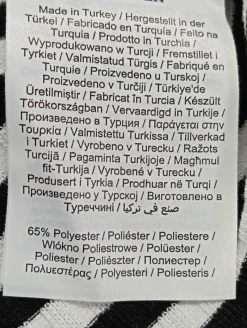 Made in Turkey / Hergestellt in der
Türkei / Fabricado en Turquía / Feito na
Turquia / Prodotto in Turchia /
Wyprodukowano w Turcji / Fremstillet i
Tyrkiet / Valmistatud Türgis / Fabriqué en
Turquie / Proizvedeno u Turskoj /
Proizvedeno v Turčiji / Türkiye'de
Üretilmiştir / Fabricat în Turcia / Készült
Törökországban / Vervaardigd in Turkije /
Произведено в Турция / Παράγεται στην
Τουρκία / Valmistettu Turkissa / Tillverkad
i Turkiet / Vyrobeno v Turecku / Ražots
Turcijā / Pagaminta Turkijoje / Magħmul
fit-Turkija / Vyrobené v Turecku /
Produsert i Tyrkia / Prodhuar në Turqi /
Произведено у Турској / Виготовлено в
Туреччині / صنع في تركيا
65% Polyester / Poliéster / Poliestere /
Włókno Poliestrowe / Polüester /
Poliester / Poliészter / Полиестер /
Πολυεστέρας / Polyesteri / Poliesteris /